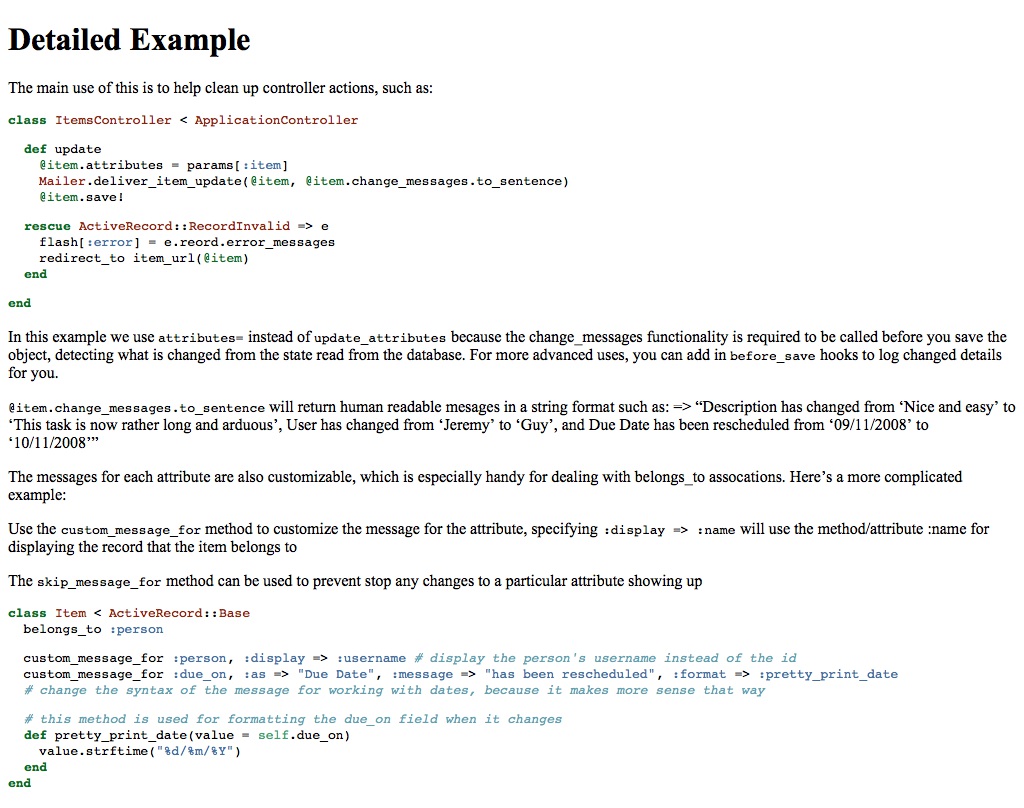 Detailed Example
The main use of this is to help clean up controller actions, such as:
class ItemsController < ApplicationController
def update
@item.attributes = params[:item]
Mailer.deliver_item_update(@item, @item.change_messages.to_sentence)
@item.save!
rescue ActiveRecord::RecordInvalid => e
flash[:error] = e.reord.error_messages
redirect_to item_url(@item)
end
end
In this example we use attributes= instead of update_attributes because the change_messages functionality is required to be called before you save the
object, detecting what is changed from the state read from the database. For more advanced uses, you can add in before_save hooks to log changed details
for you.
@item.change_messages.to_sentence will return human readable mesages in a string format such as: => “Description has changed from ‘Nice and easy’ to
‘This task is now rather long and arduous’, User has changed from ‘Jeremy’ to ‘Guy’, and Due Date has been rescheduled from ‘09/11/2008’ to
‘10/11/2008’”
The messages for each attribute are also customizable, which is especially handy for dealing with belongs_to assocations. Here’s a more complicated
example:
Use the custom_message_for method to customize the message for the attribute, specifying :display => :name will use the method/attribute :name for
displaying the record that the item belongs to
The skip_message_for method can be used to prevent stop any changes to a particular attribute showing up
class Item < ActiveRecord::Base
belongs_to :person
custom_message_for :person, :display => :username # display the person's username instead of the id
custom_message_for :due_on, :as => "Due Date", :message => "has been rescheduled", :format => :pretty_print_date
# change the syntax of the message for working with dates, because it makes more sense that way
# this method is used for formatting the due_on field when it changes
def pretty_print_date(value = self.due_on)
value.strftime("%d/%m/%Y")
end
end